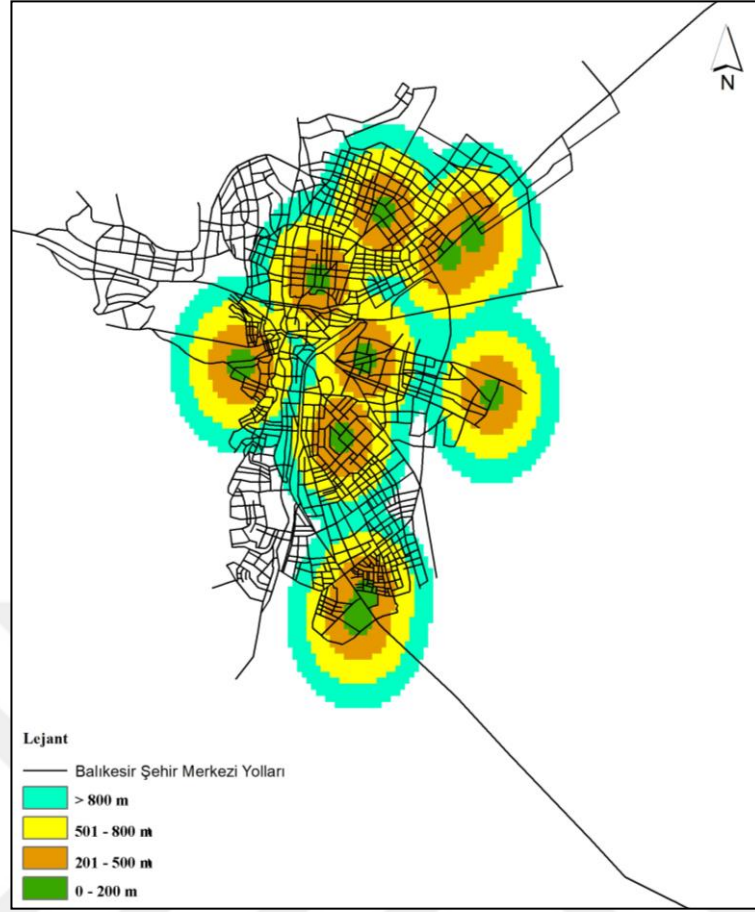 N
Lejant
Balıkesir Şehir Merkezi Yolları
> 800 m
501 - 800 m
201 - 500 m
0 - 200 m